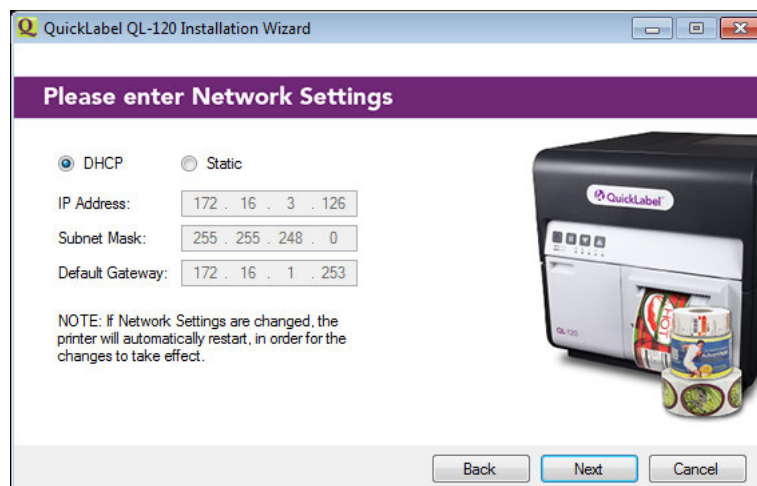 QuickLabel QL-120 Installation Wizard
Please enter Network Settings
DHCP Static
IP Address: 172 . 16 . 3 . 126
Subnet Mask: 255 . 255 . 248 . 0
Default Gateway: 172 . 16 . 1 . 253
NOTE: If Network Settings are changed, the
printer will automatically restart, in order for the
changes to take effect.
QuickLabel
QL-120
HOT
Back Next Cancel